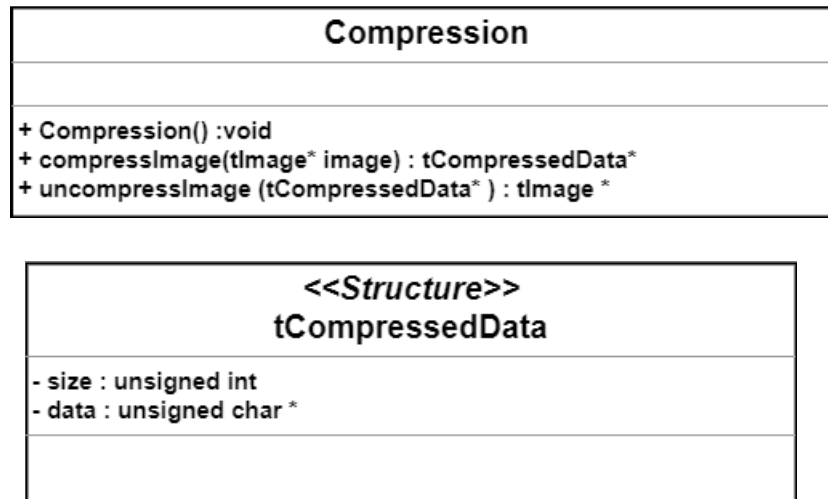 Compression
+ Compression() :void
+ compressImage(tImage* image) : tCompressedData*
+ uncompressImage (tCompressedData* ) : tImage *
<<Structure>>
tCompressedData
- size : unsigned int
- data : unsigned char *